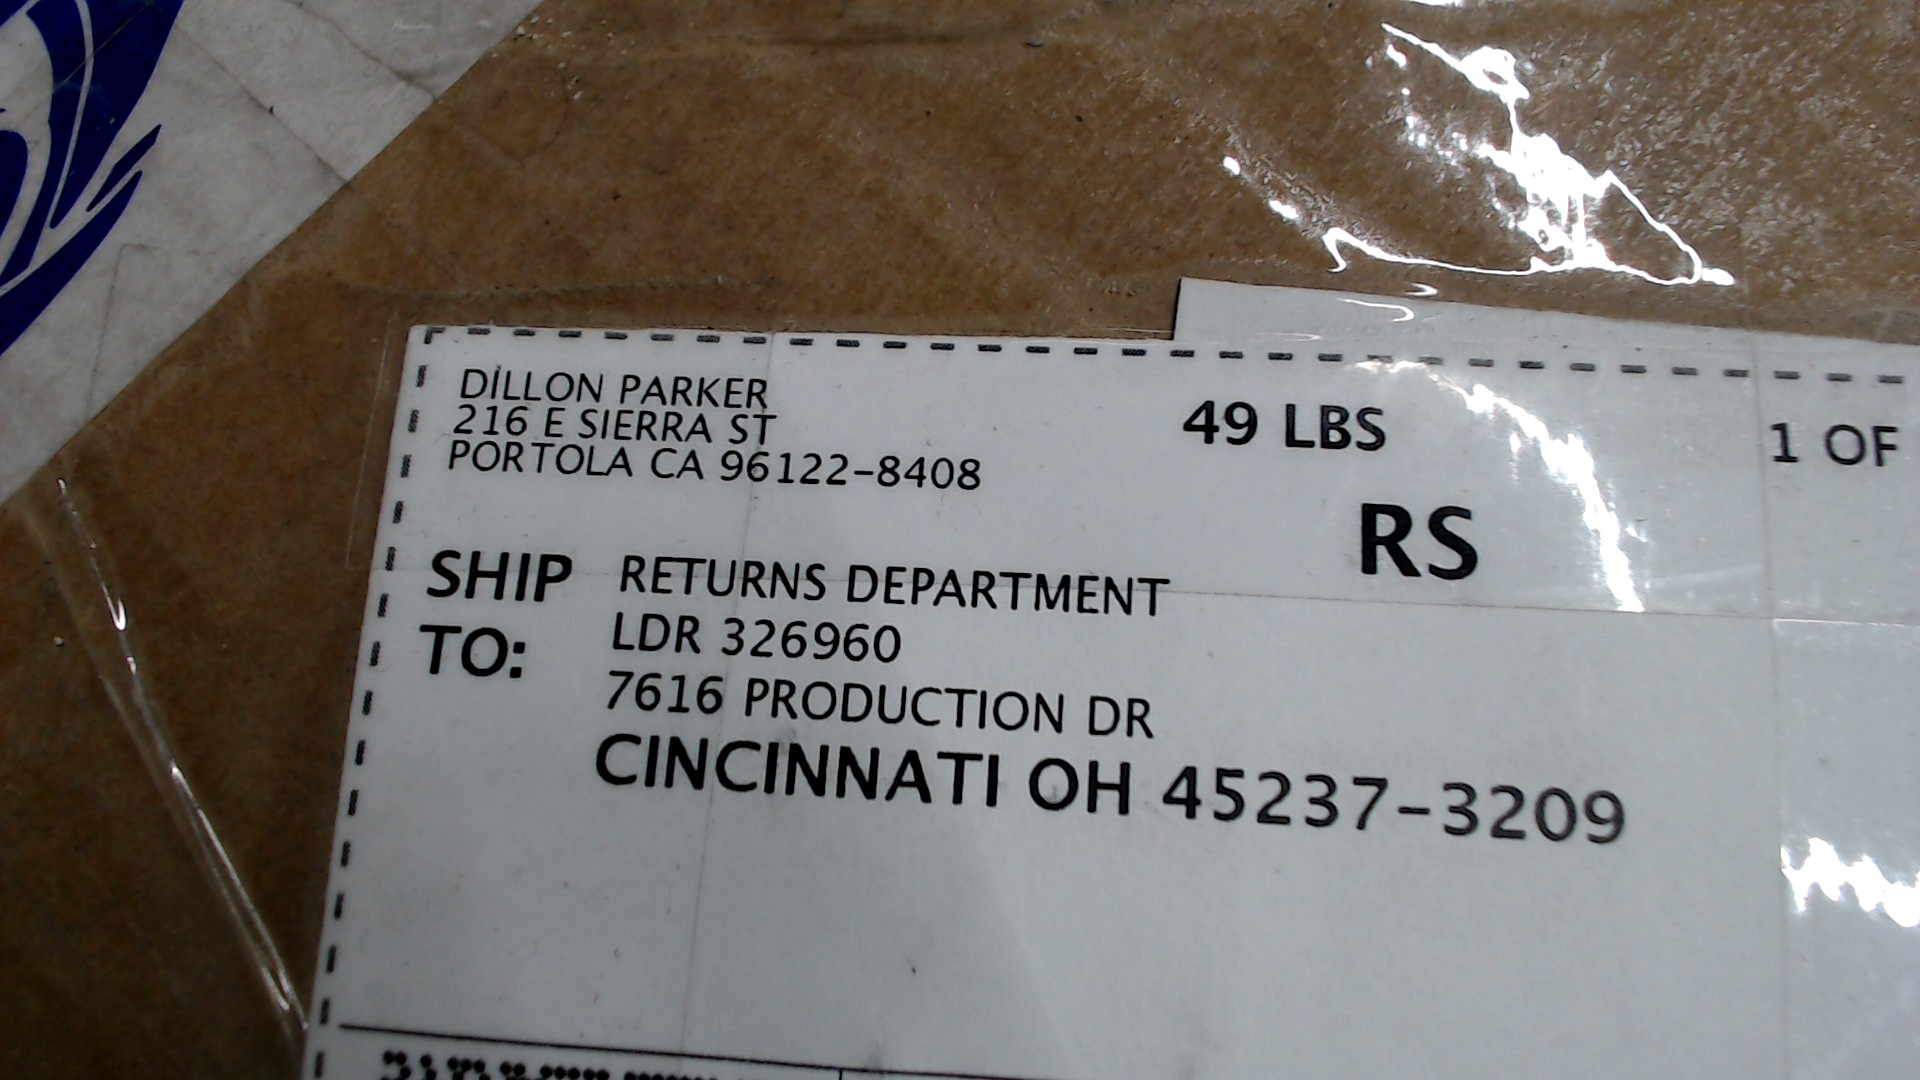 DILLON PARKER
216 E SIERRA ST
PORTOLA CA 96122-8408
49 LBS
1 OF
RS
SHIP TO:
RETURNS DEPARTMENT
LDR 326960
7616 PRODUCTION DR
CINCINNATI OH 45237-3209